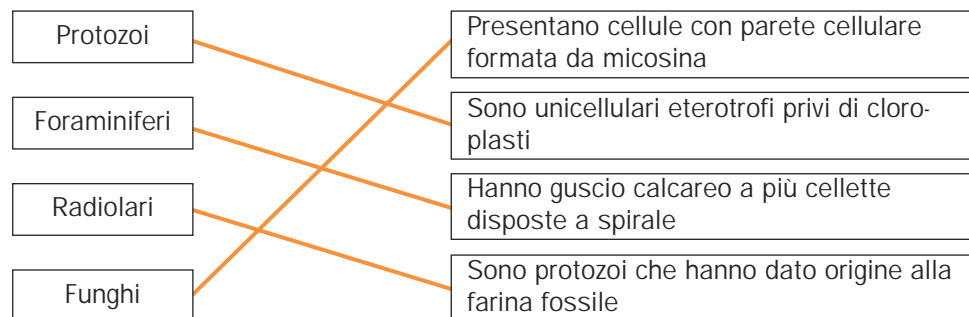 Protozoi
Presentano cellule con parete cellulare
formata da micosina
Foraminiferi
Sono unicellulari eterotrofi privi di cloro-
plasti
Radiolari
Hanno guscio calcareo a più cellette
disposte a spirale
Funghi
Sono protozoi che hanno dato origine alla
farina fossile